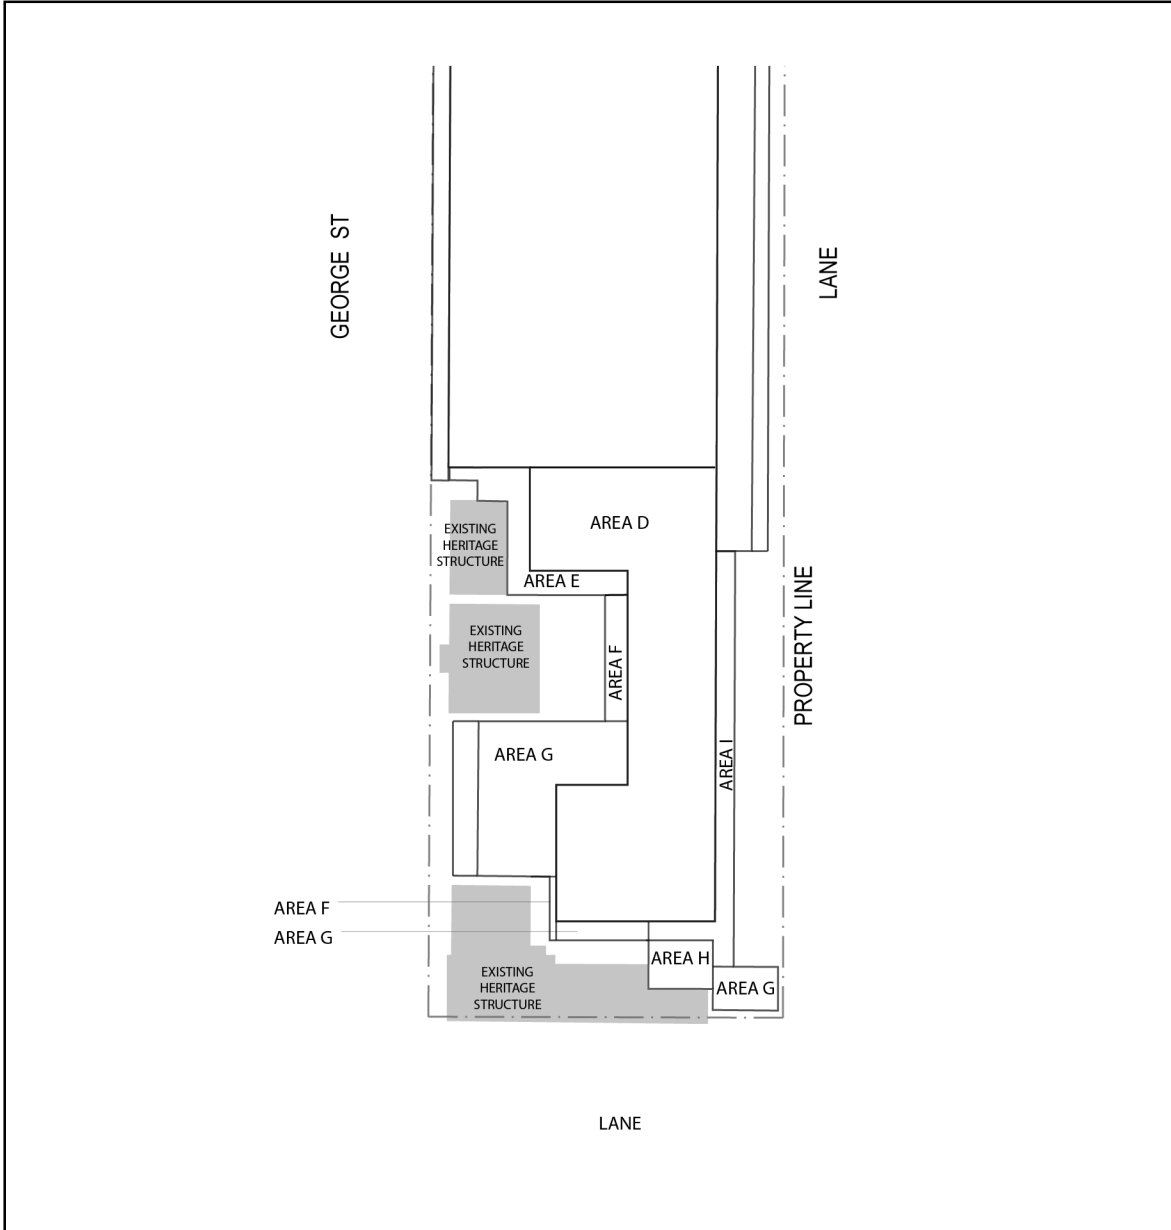 GEORGE ST
LANE
AREA D
EXISTING
HERITAGE
STRUCTURE
AREA E
EXISTING
HERITAGE
STRUCTURE
AREA F
PROPERTY LINE
AREA G
AREA I
AREA F
AREA G
AREA H
EXISTING
HERITAGE
STRUCTURE
AREA G
LANE